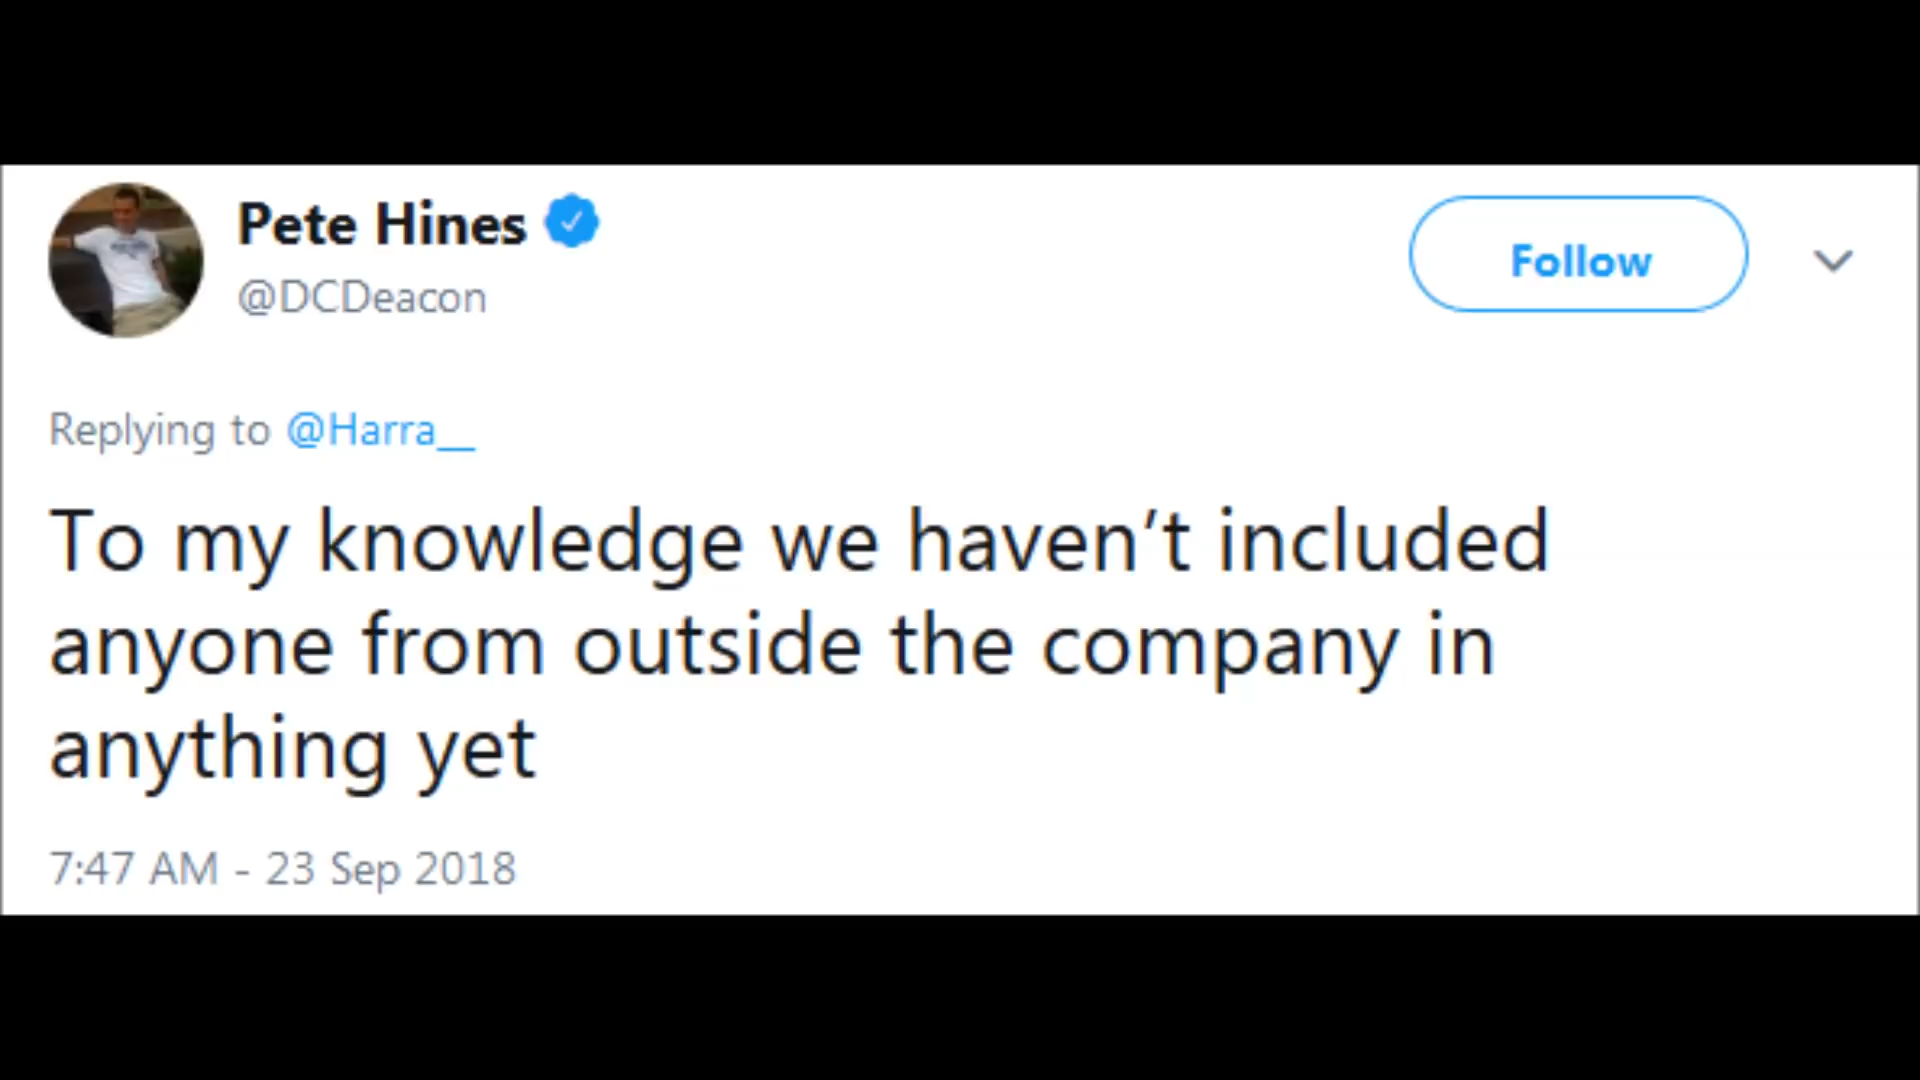 Pete Hines
@DCDeacon
Follow
Replying to @Harra__
To my knowledge we haven’t included
anyone from outside the company in
anything yet
7:47 AM - 23 Sep 2018